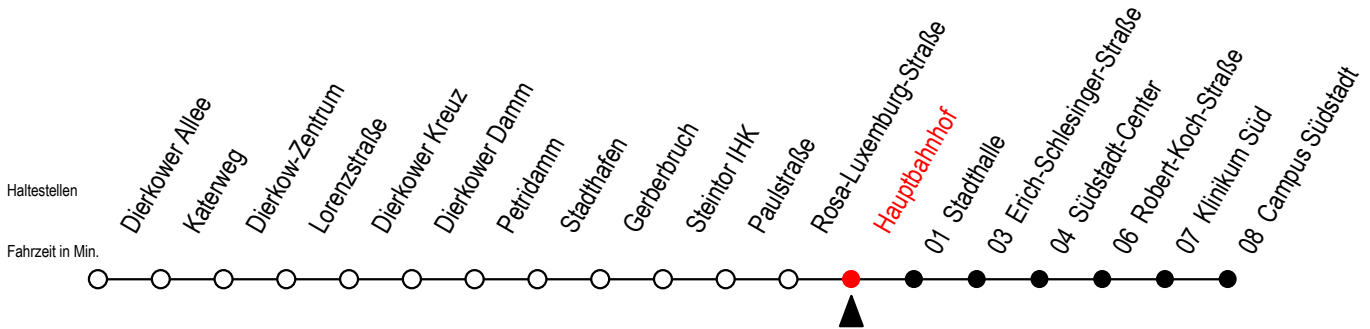 Haltestellen
Fahrzeit in Min.
Dierkower Allee
Katerweg
Dierkow-Zentrum
Lorenzstraße
Dierkower Kreuz
Dierkower Damm
Petridamm
Stadthafen
Gerberbruch
Steintor IHK
Paulstraße
Rosa-Luxemburg-Straße
Hauptbahnhof
01 Stadthalle
03 Erich-Schlesinger-Straße
04 Südstadt-Center
06 Robert-Koch-Straße
07 Klinikum Süd
08 Campus Südstadt